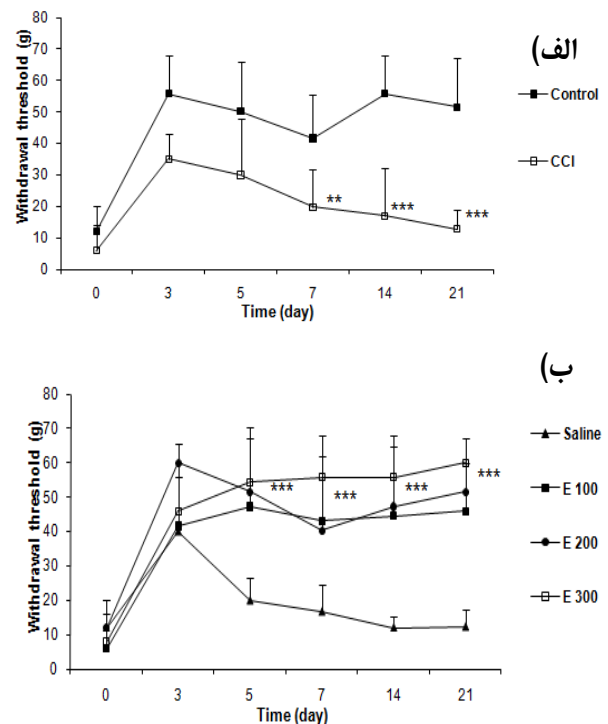 الف)
Withdrawal threshold (g)
80
70
60
50
40
30
20
10
0
Control
CCI
**
***
***
0 3 5 7 14 21
Time (day)
ب)
Withdrawal threshold (g)
80
70
60
50
40
30
20
10
0
Saline
E 100
E 200
E 300
***
***
***
***
0 3 5 7 14 21
Time (day)